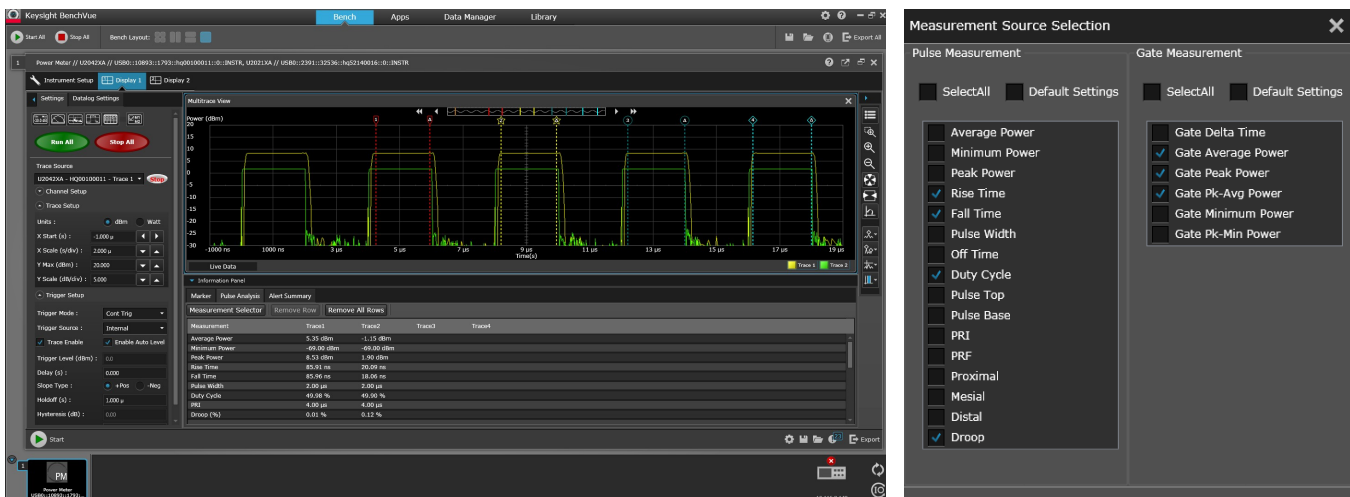 Keysight BenchVue
Bench Apps Data Manager Library
Start All Stop All Bench Layout: Export All
1 Power Meter // U2042XA // USB0::10893::1793::hq00100011::0::INSTR, U2021XA // USB0::2391::32536::hq52140016::0::INSTR
Instrument Setup Display 1 Display 2
Settings Datalog Settings
Run All Stop All
Trace Source
U2042XA - HQ00100011 - Trace 1 Stop
Channel Setup
Trace Setup
Units : dBm Watt
X Start (s) : -1.000 µ
X Scale (s/div) : 2.000 µ
Y Max (dBm) : 20.000
Y Scale (dB/div) : 5.000
Trigger Setup
Trigger Mode : Cont Trig
Trigger Source : Internal
Trace Enable Enable Auto Level
Trigger Level (dBm) : 0.0
Delay (s) : 0.000
Slope Type : +Pos -Neg
Holdoff (s) : 1.000 µ
Hysteresis (dB) : 0.00
Multitrace View
Power (dBm)
20
15
10
5
0
-5
-10
-15
-20
-25
-30
-1000 ns 1000 ns 3 µs 5 µs 7 µs 9 µs 11 µs 13 µs 15 µs 17 µs 19 µs
Time(s)
Live Data Trace 1 Trace 2
Information Panel
Marker Pulse Analysis Alert Summary
Measurement Selector Remove Row Remove All Rows
Measurement Trace1 Trace2 Trace3 Trace4
Average Power 5.35 dBm -1.15 dBm
Minimum Power -69.00 dBm -69.00 dBm
Peak Power 8.53 dBm 1.90 dBm
Rise Time 85.91 ns 20.09 ns
Fall Time 85.96 ns 18.06 ns
Pulse Width 2.00 µs 2.00 µs
Duty Cycle 49.98 % 49.90 %
PRI 4.00 µs 4.00 µs
Droop (%) 0.01 % 0.12 %
Start Export
1
PM
Power Meter
USB0::10893::1793:..
Measurement Source Selection
Pulse Measurement
SelectAll Default Settings
Average Power
Minimum Power
Peak Power
Rise Time
Fall Time
Pulse Width
Off Time
Duty Cycle
Pulse Top
Pulse Base
PRI
PRF
Proximal
Mesial
Distal
Droop
Gate Measurement
SelectAll Default Settings
Gate Delta Time
Gate Average Power
Gate Peak Power
Gate Pk-Avg Power
Gate Minimum Power
Gate Pk-Min Power